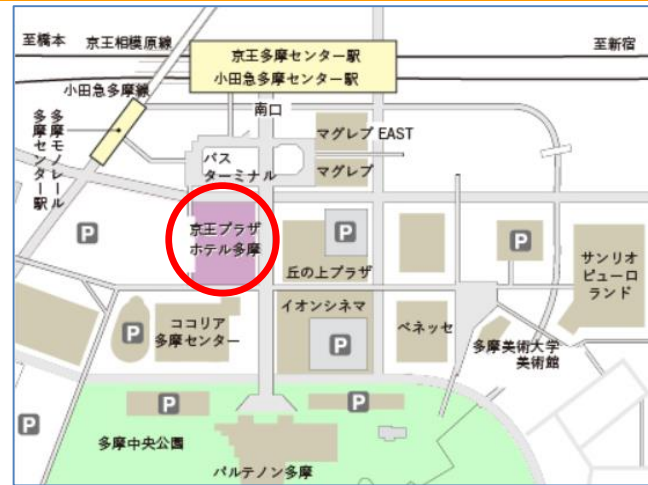 至橋本
京王相模原線
京王多摩センター駅
小田急多摩センター駅
至新宿
小田急多摩線
多摩モノレール
多摩センター駅
南口
マグレブ EAST
マグレブ
バス
ターミナル
京王プラザ
ホテル多摩
P
P
丘の上プラザ
P
サンリオ
ピューロ
ランド
P
ココリア
多摩センター
イオンシネマ
P
ベネッセ
多摩美術大学
美術館
P
P
P
多摩中央公園
パルテノン多摩